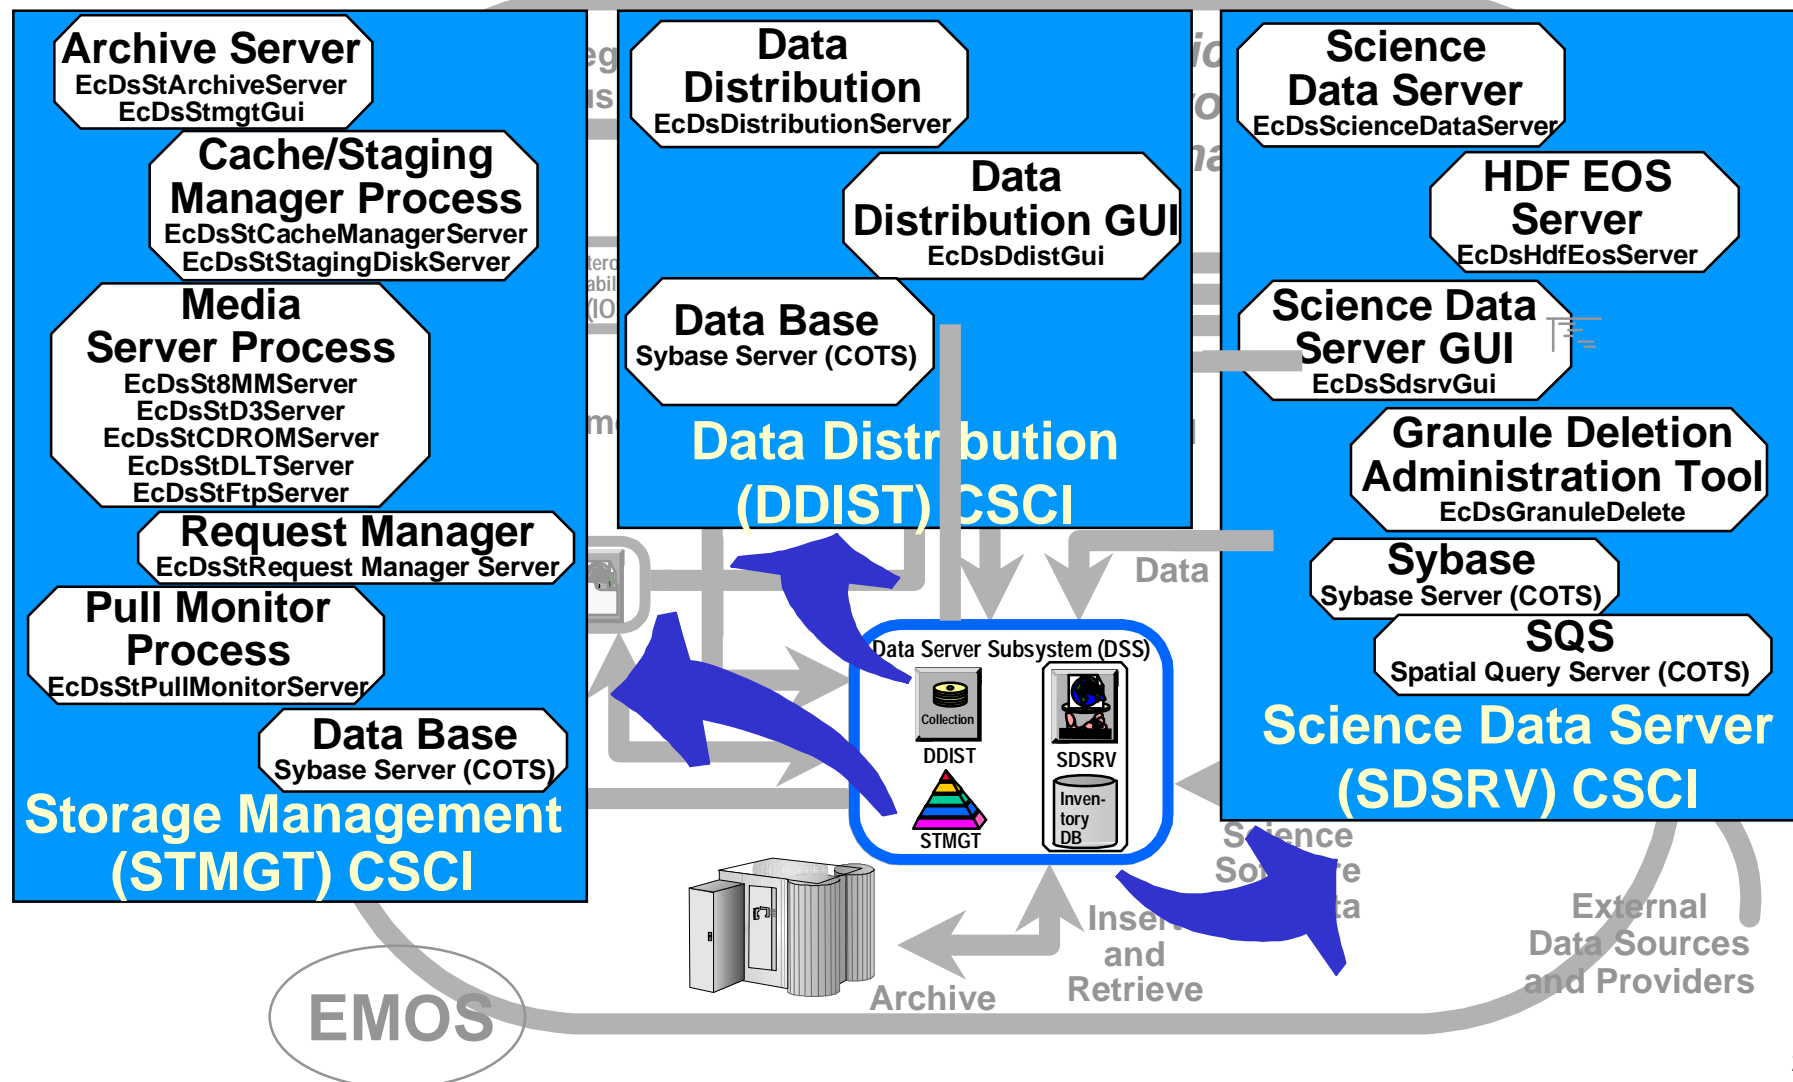 Archive Server
EcDsStArchiveServer
EcDsStmgtGui
Cache/Staging
Manager Process
EcDsStCacheManagerServer
EcDsStStagingDiskServer
Media
Server Process
EcDsSt8MMServer
EcDsStD3Server
EcDsStCDROMServer
EcDsStDLTServer
EcDsStFtpServer
Request Manager
EcDsStRequest Manager Server
Pull Monitor
Process
EcDsStPullMonitorServer
Data Base
Sybase Server (COTS)
Storage Management
(STMGT) CSCI
Data
Distribution
EcDsDistributionServer
Data
Distribution GUI
EcDsDdistGui
Data Base
Sybase Server (COTS)
Data Distribution
(DDIST) CSCI
Science
Data Server
EcDsScienceDataServer
HDF EOS
Server
EcDsHdfEosServer
Science Data
Server GUI
EcDsSdsrvGui
Granule Deletion
Administration Tool
EcDsGranuleDelete
Sybase
Sybase Server (COTS)
SQS
Spatial Query Server (COTS)
Science Data Server
(SDSRV) CSCI
Data
Data Server Subsystem (DSS)
Collection
DDIST
SDSRV
STMGT
Inven-
tory
DB
Science
Insert
and
Retrieve
Archive
External
Data Sources
and Providers
EMOS